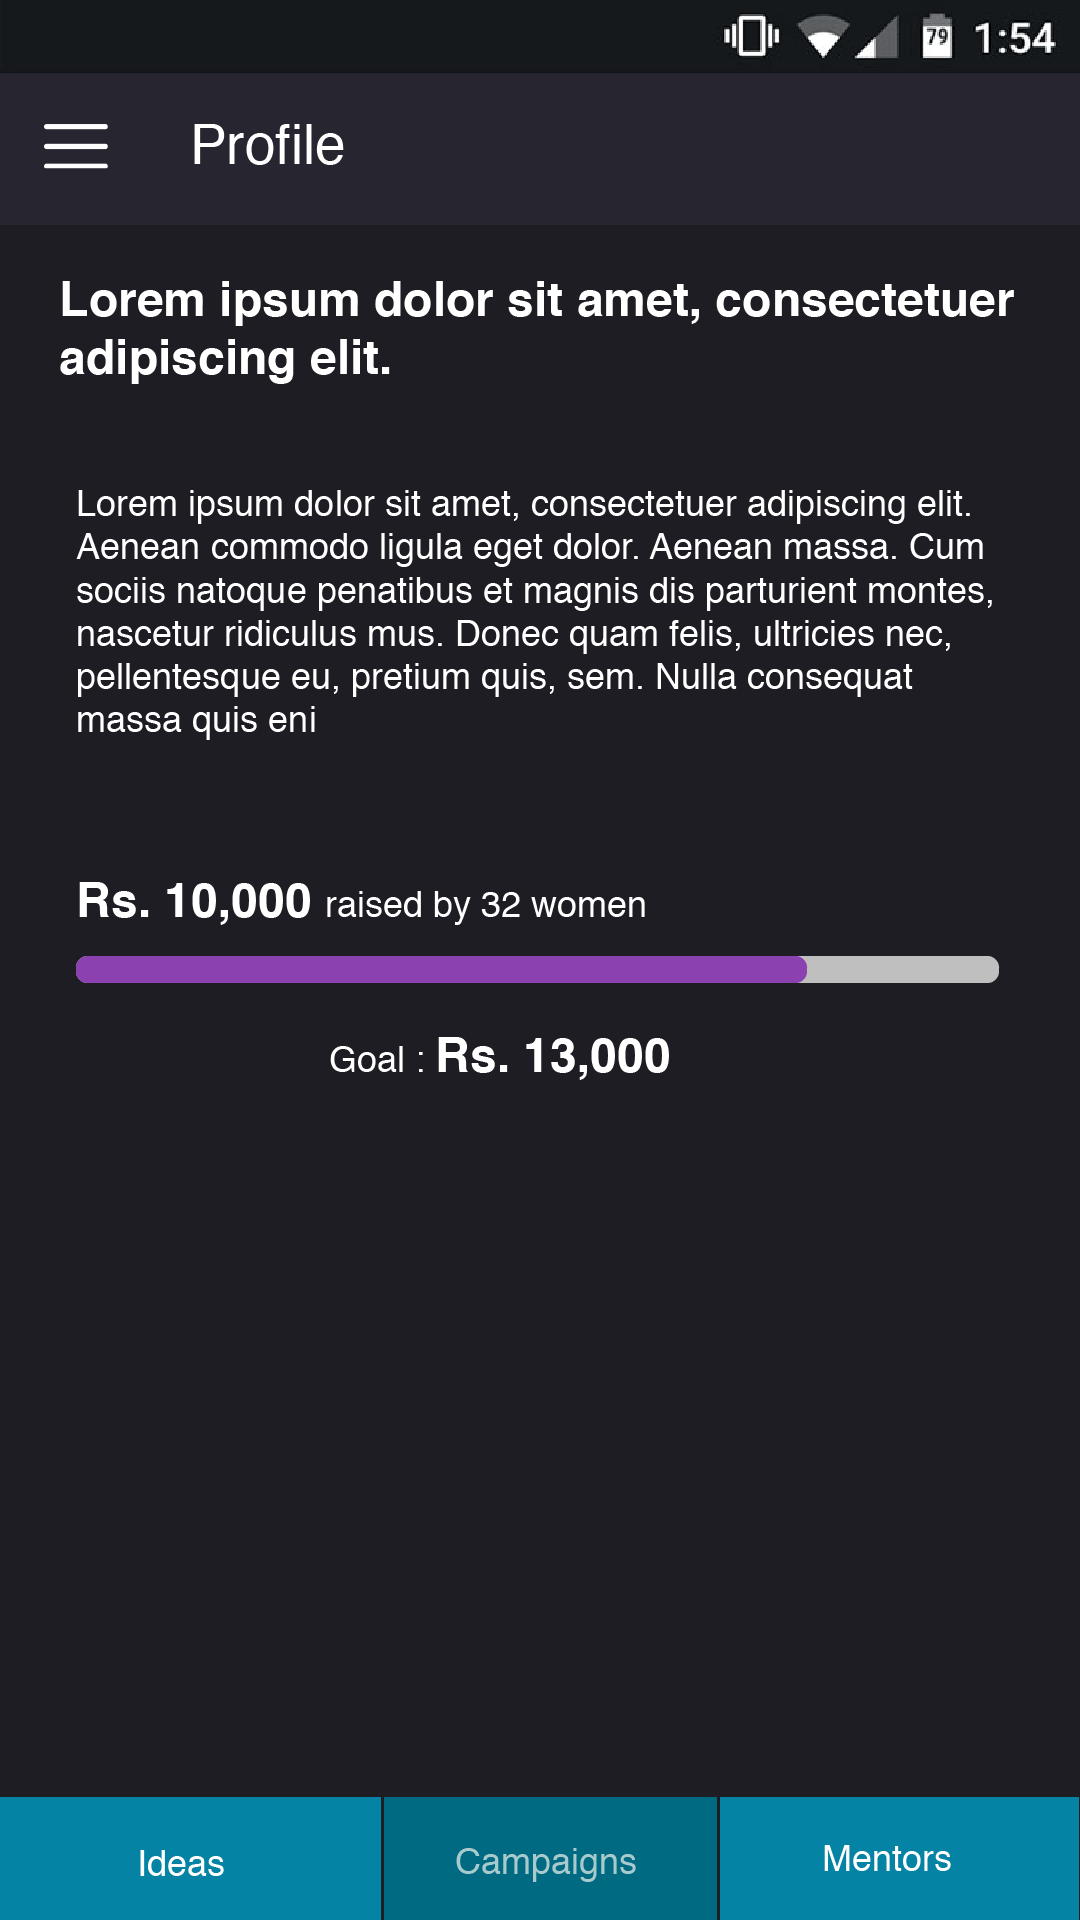 79 1:54
Profile
Lorem ipsum dolor sit amet, consectetuer
adipiscing elit.
Lorem ipsum dolor sit amet, consectetuer adipiscing elit.
Aenean commodo ligula eget dolor. Aenean massa. Cum
sociis natoque penatibus et magnis dis parturient montes,
nascetur ridiculus mus. Donec quam felis, ultricies nec,
pellentesque eu, pretium quis, sem. Nulla consequat
massa quis eni
Rs. 10,000 raised by 32 women
Goal : Rs. 13,000
Ideas Campaigns Mentors